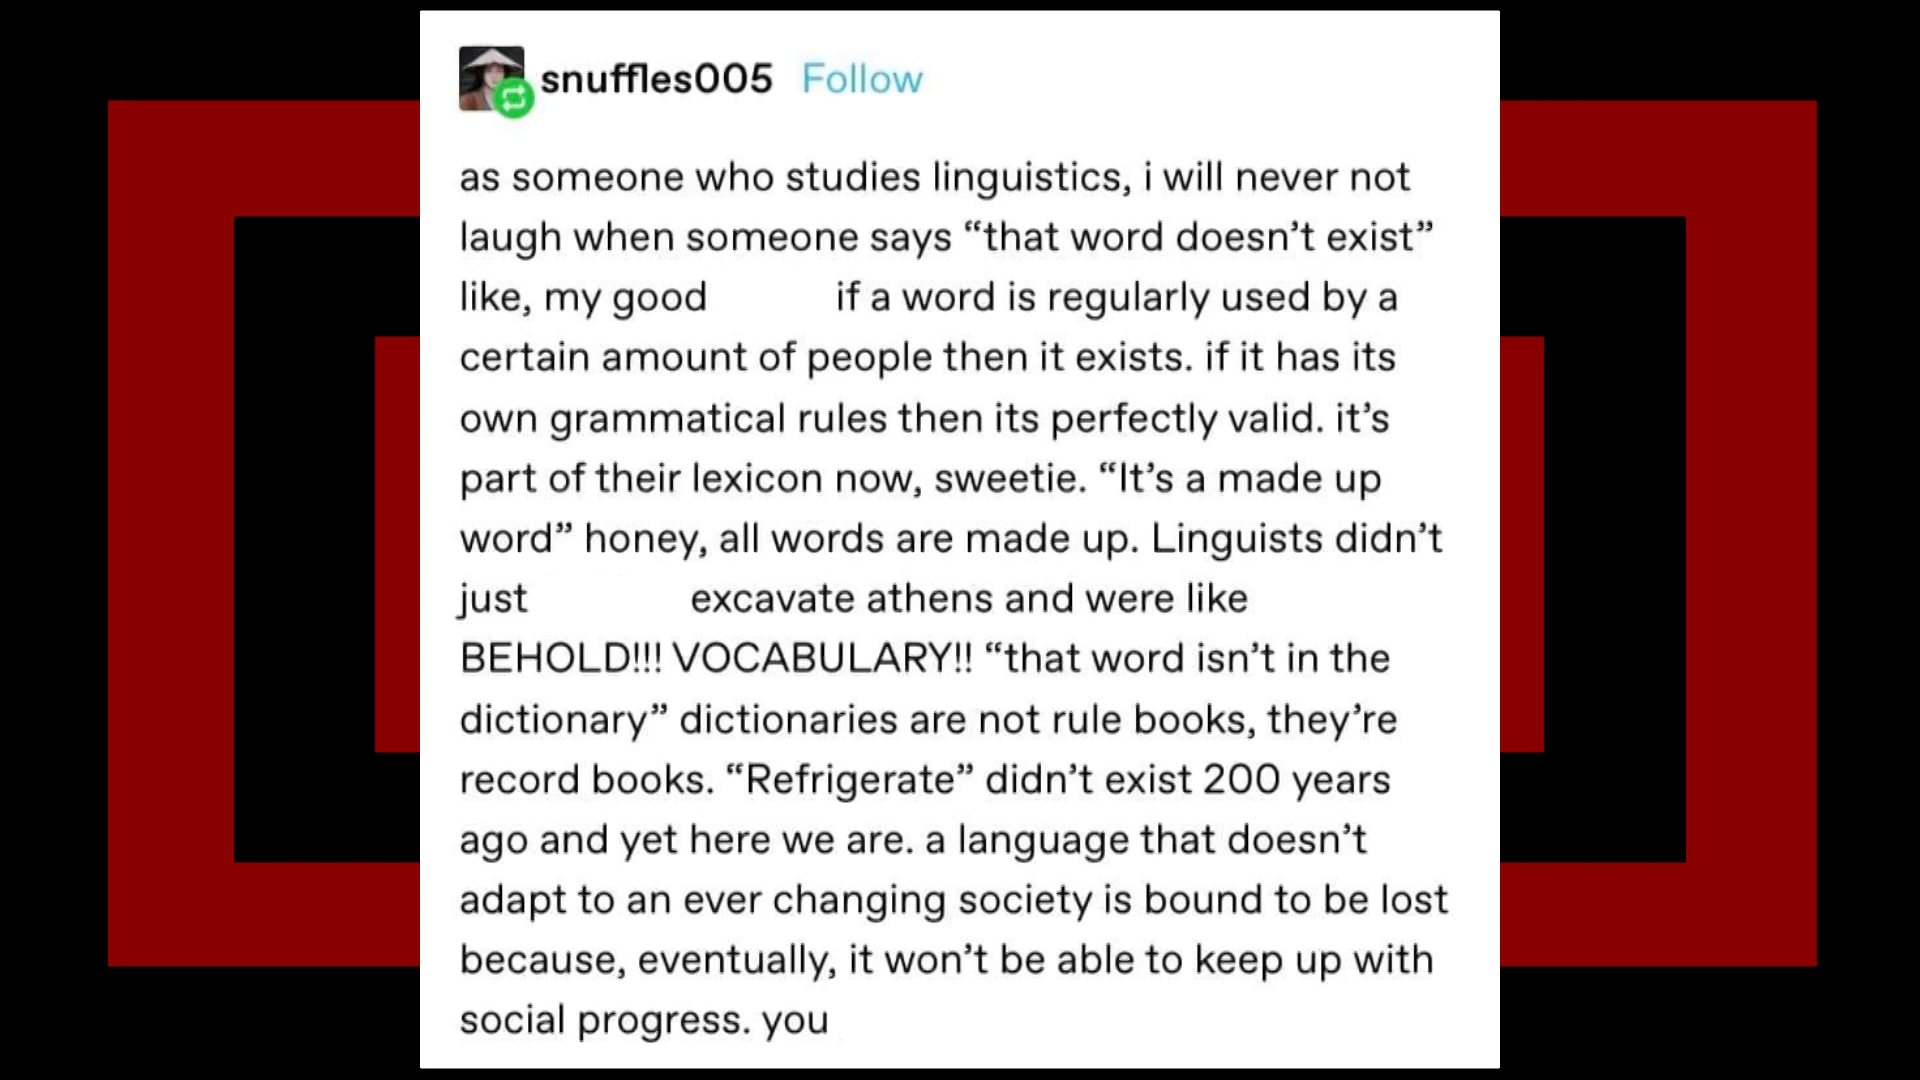 snuffles005 Follow
as someone who studies linguistics, i will never not
laugh when someone says “that word doesn’t exist”
like, my good if a word is regularly used by a
certain amount of people then it exists. if it has its
own grammatical rules then its perfectly valid. it’s
part of their lexicon now, sweetie. “It’s a made up
word” honey, all words are made up. Linguists didn’t
just excavate athens and were like
BEHOLD!!! VOCABULARY!! “that word isn’t in the
dictionary” dictionaries are not rule books, they’re
record books. “Refrigerate” didn’t exist 200 years
ago and yet here we are. a language that doesn’t
adapt to an ever changing society is bound to be lost
because, eventually, it won’t be able to keep up with
social progress. you